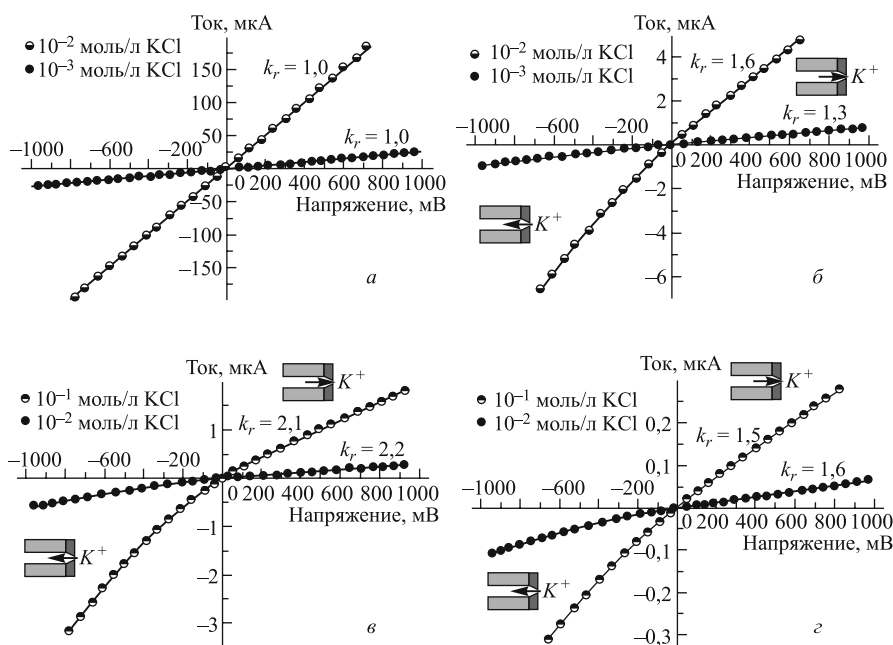 Ток, мкА
10⁻² моль/л KCl
10⁻³ моль/л KCl
150
100
50
k_r = 1,0
k_r = 1,0
−1000
−600
−200
0 200 400 600 800 1000
Напряжение, мВ
−50
−100
−150
а
Ток, мкА
10⁻² моль/л KCl
10⁻³ моль/л KCl
4
2
k_r = 1,6
K⁺
k_r = 1,3
−1000
−600
−200
0 200 400 600 800 1000
Напряжение, мВ
K⁺
−2
−4
−6
б
Ток, мкА
K⁺
10⁻¹ моль/л KCl
10⁻² моль/л KCl
1
k_r = 2,1
k_r = 2,2
−1000
−600
−200
0 200 400 600 800 1000
Напряжение, мВ
K⁺
−1
−2
−3
в
Ток, мкА
K⁺
10⁻¹ моль/л KCl
10⁻² моль/л KCl
0,2
0,1
k_r = 1,5
k_r = 1,6
−1000
−600
−200
0 200 400 600 800 1000
Напряжение, мВ
K⁺
−0,1
−0,2
−0,3
г